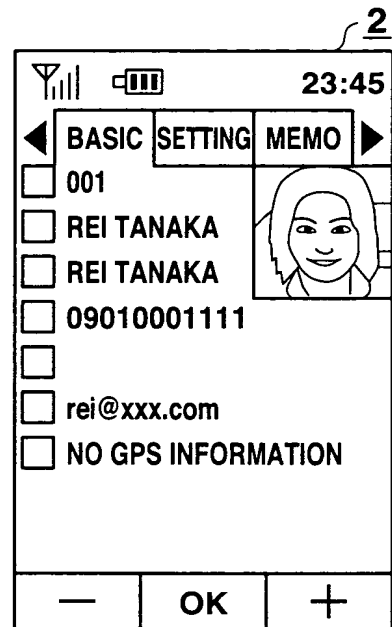 2
23:45
BASIC SETTING MEMO
001
REI TANAKA
REI TANAKA
09010001111
rei@xxx.com
NO GPS INFORMATION
— OK +